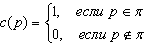 c(p) = { 1, если p ∈ π
0, если p ∉ π